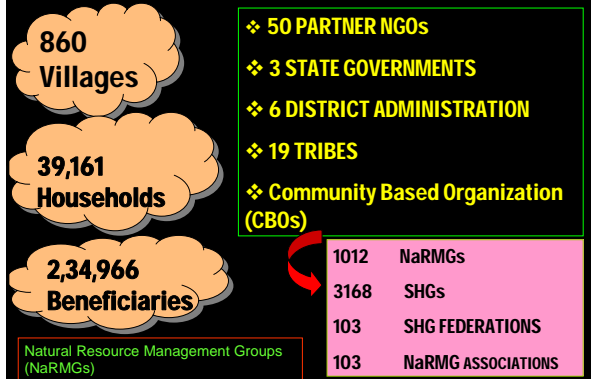 860
Villages
39,161
Households
2,34,966
Beneficiaries
❖ 50 PARTNER NGOs
❖ 3 STATE GOVERNMENTS
❖ 6 DISTRICT ADMINISTRATION
❖ 19 TRIBES
❖ Community Based Organization
(CBOs)
1012 NaRMGs
3168 SHGs
103 SHG FEDERATIONS
103 NaRMG ASSOCIATIONS
Natural Resource Management Groups
(NaRMGs)